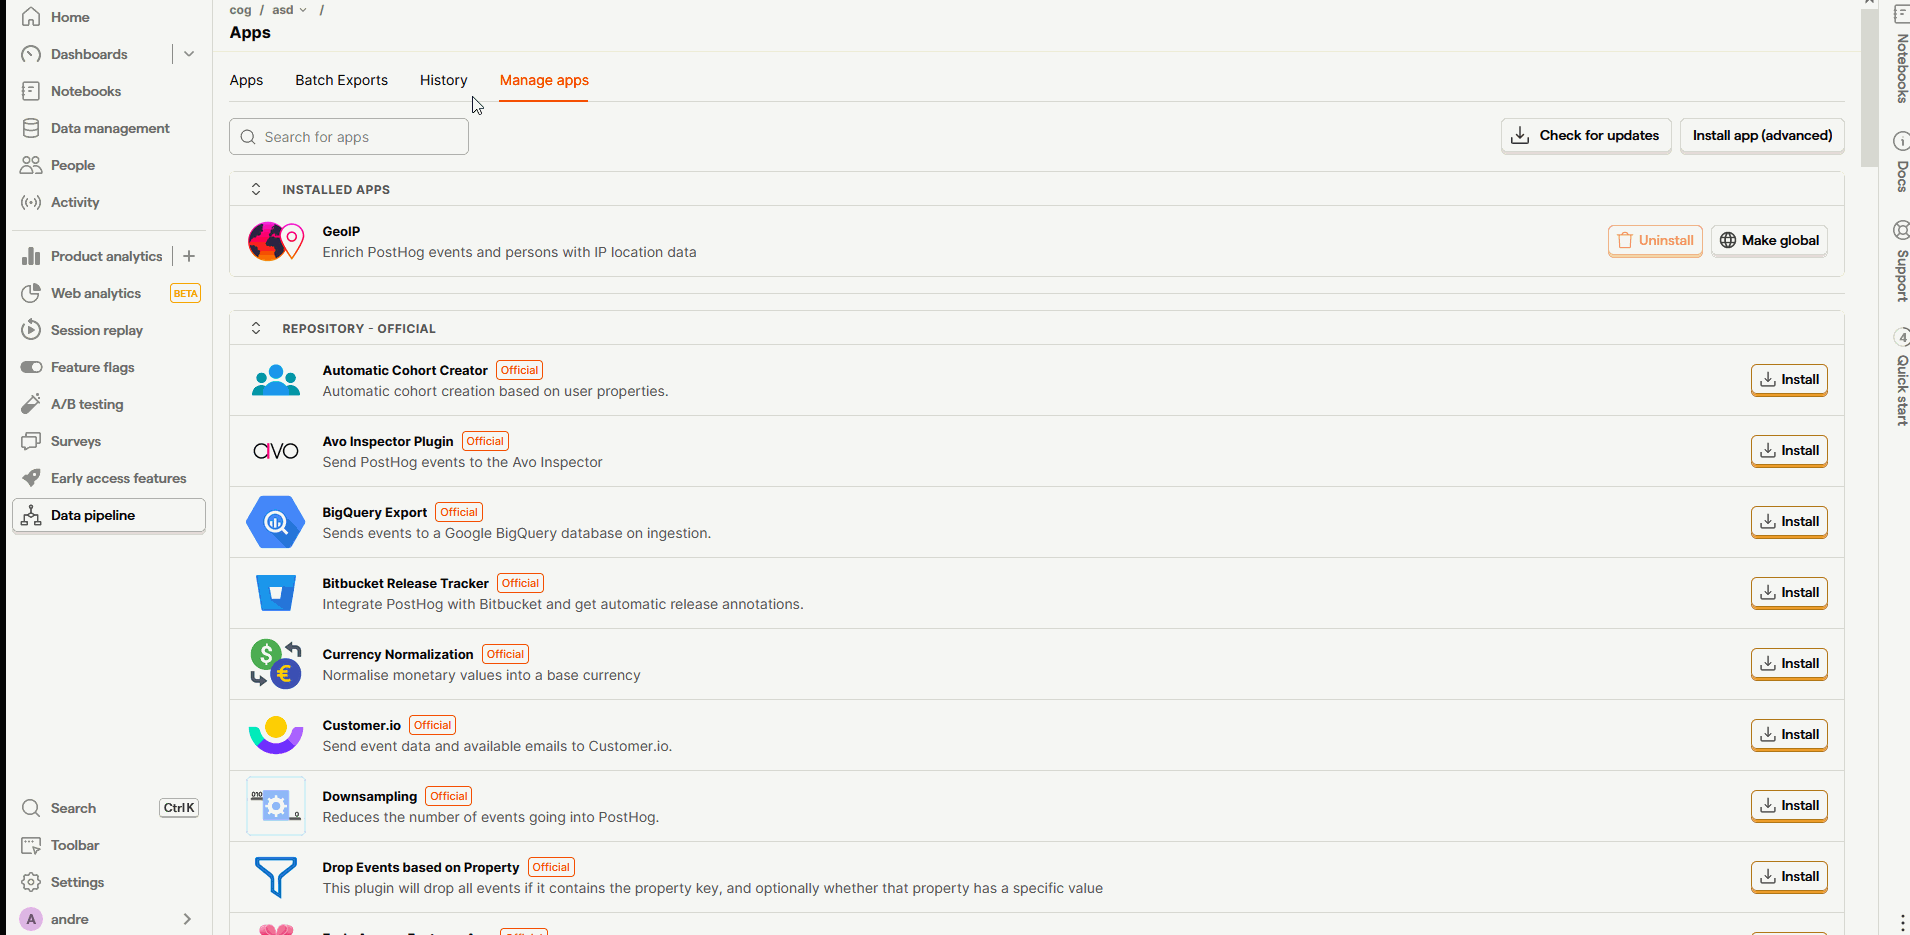 cog / asd /
Apps
Home
Dashboards
Notebooks
Data management
People
Activity
Product analytics
Web analytics BETA
Session replay
Feature flags
A/B testing
Surveys
Early access features
Data pipeline
Search Ctrl K
Toolbar
Settings
A andre
Apps Batch Exports History Manage apps
Search for apps
Check for updates Install app (advanced)
INSTALLED APPS
GeoIP
Enrich PostHog events and persons with IP location data
Uninstall Make global
REPOSITORY - OFFICIAL
Automatic Cohort Creator Official
Automatic cohort creation based on user properties.
Install
avo
Avo Inspector Plugin Official
Send PostHog events to the Avo Inspector
Install
BigQuery Export Official
Sends events to a Google BigQuery database on ingestion.
Install
Bitbucket Release Tracker Official
Integrate PostHog with Bitbucket and get automatic release annotations.
Install
$ €
Currency Normalization Official
Normalise monetary values into a base currency
Install
Customer.io Official
Send event data and available emails to Customer.io.
Install
010 0
Downsampling Official
Reduces the number of events going into PostHog.
Install
Drop Events based on Property Official
This plugin will drop all events if it contains the property key, and optionally whether that property has a specific value
Install
Notebooks
Docs
Support
4 Quick start